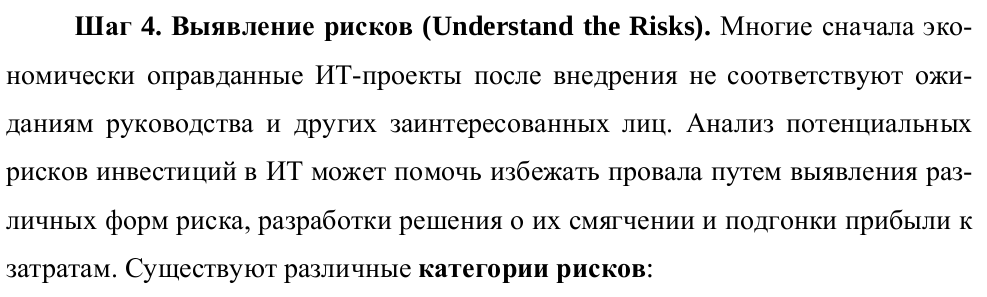 Шаг 4. Выявление рисков (Understand the Risks). Многие сначала эко-
номически оправданные ИТ-проекты после внедрения не соответствуют ожи-
даниям руководства и других заинтересованных лиц. Анализ потенциальных
рисков инвестиций в ИТ может помочь избежать провала путем выявления раз-
личных форм риска, разработки решения о их смягчении и подгонки прибыли к
затратам. Существуют различные категории рисков: